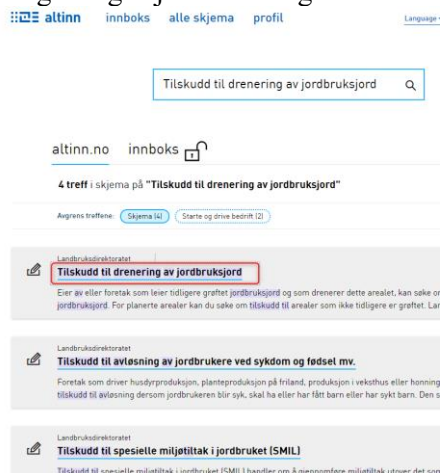 altinn innboks alle skjema profil Language
Tilskudd til drenering av jordbruksjord
altinn.no innboks
4 treff i skjema på "Tilskudd til drenering av jordbruksjord"
Avgrens treffene: Skjema (4) Starte og drive bedrift (2)
Landbruksdirektoratet
Tilskudd til drenering av jordbruksjord
Eier av eller foretak som leier tidligere grøftet jordbruksjord og som drenerer dette arealet, kan søke om
jordbruksjord. For planerte arealer kan du søke om tilskudd til arealer som ikke tidligere er grøftet.
Landbruksdirektoratet
Tilskudd til avløsning av jordbrukere ved sykdom og fødsel mv.
Foretak som driver husdyrproduksjon, planteproduksjon på friland, produksjon i veksthus eller honning
tilskudd til avløsning dersom jordbrukeren blir syk, skal ha eller har fått barn eller har sykt barn. Den
Landbruksdirektoratet
Tilskudd til spesielle miljøtiltak i jordbruket (SMIL)
Tilskudd til spesielle miljøtiltak i jordbruket (SMIL) handler om å gjennomføre miljøtiltak utover det som